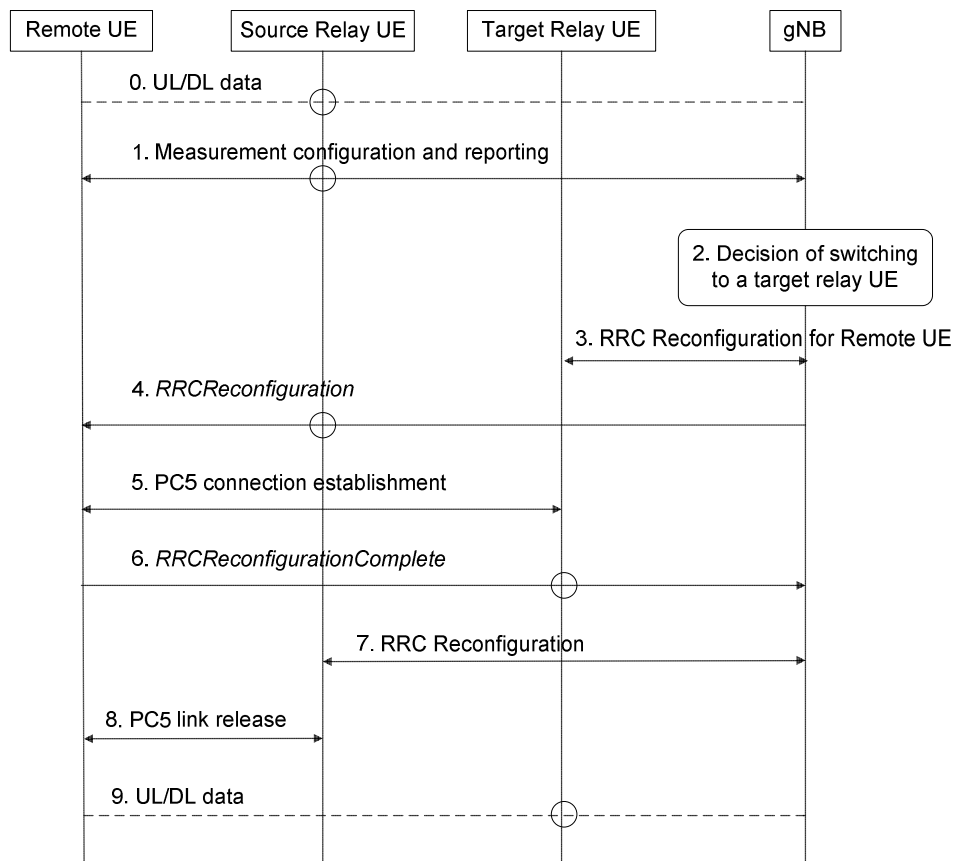 Remote UE
Source Relay UE
Target Relay UE
gNB
0. UL/DL data
1. Measurement configuration and reporting
2. Decision of switching
to a target relay UE
3. RRC Reconfiguration for Remote UE
4. RRCReconfiguration
5. PC5 connection establishment
6. RRCReconfigurationComplete
7. RRC Reconfiguration
8. PC5 link release
9. UL/DL data